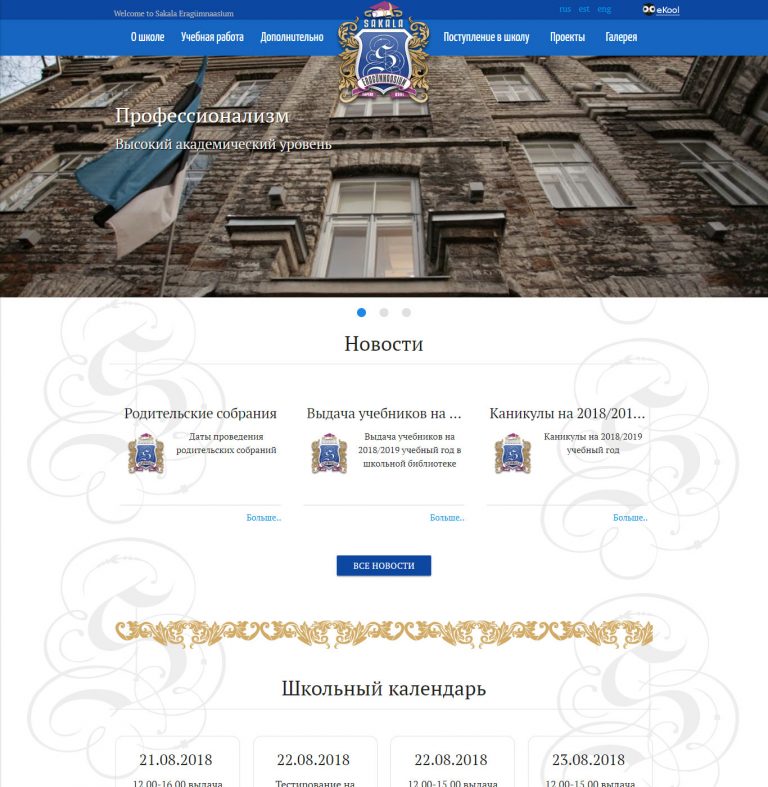 Welcome to Sakala Eragümnaasium
rus est eng
eKool
О школе Учебная работа Дополнительно
SAKALA
ERAGÜMNAASIUM
Поступление в школу Проекты Галерея
Профессионализм
Высокий академический уровень
Новости
Родительские собрания
Даты проведения
родительских собраний
Больше..
Выдача учебников на ...
Выдача учебников на
2018/2019 учебный год в
школьной библиотеке
Больше..
Каникулы на 2018/201...
Каникулы на 2018/2019
учебный год
Больше..
ВСЕ НОВОСТИ
Школьный календарь
21.08.2018
12.00-16.00 выдача
22.08.2018
Тестирование на
22.08.2018
12.00-15.00 выдача
23.08.2018
12.00-15.00 выдача